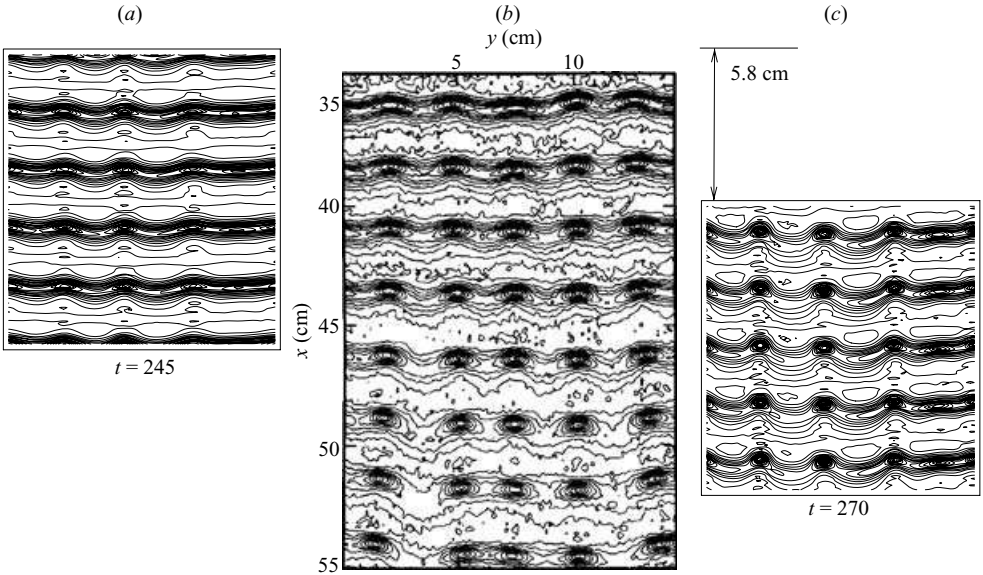 (a)
(b)
(c)
y (cm)
5 10
5.8 cm
35
40
x (cm)
45
50
55
t = 245
t = 270